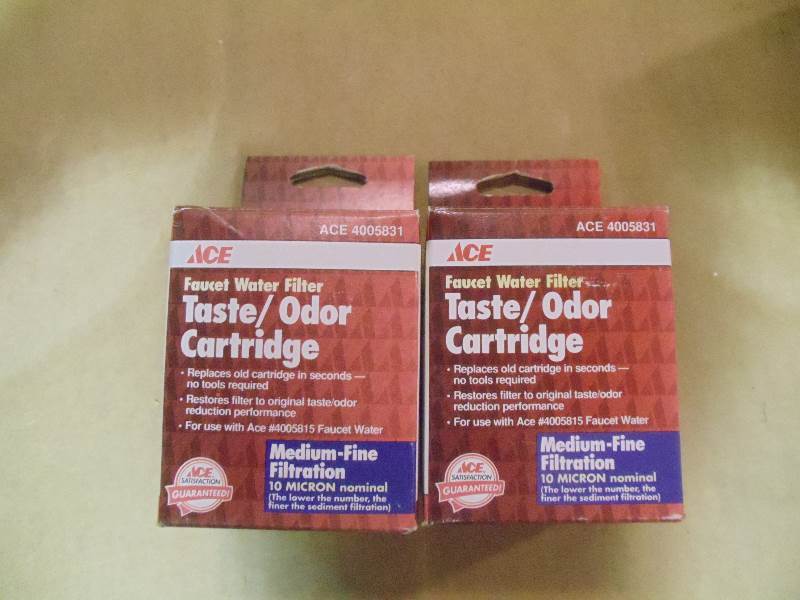 ACE 4005831
ACE
Faucet Water Filter
Taste/Odor
Cartridge
• Replaces old cartridge in seconds —
no tools required
• Restores filter to original taste/odor
reduction performance
• For use with Ace #4005815 Faucet Water
Medium-Fine
Filtration
10 MICRON nominal
(The lower the number, the
finer the sediment filtration)
ACE
SATISFACTION
GUARANTEED!
ACE 4005831
ACE
Faucet Water Filter
Taste/Odor
Cartridge
• Replaces old cartridge in seconds —
no tools required
• Restores filter to original taste/odor
reduction performance
• For use with Ace #4005815 Faucet Water
Medium-Fine
Filtration
10 MICRON nominal
(The lower the number, the
finer the sediment filtration)
ACE
SATISFACTION
GUARANTEED!